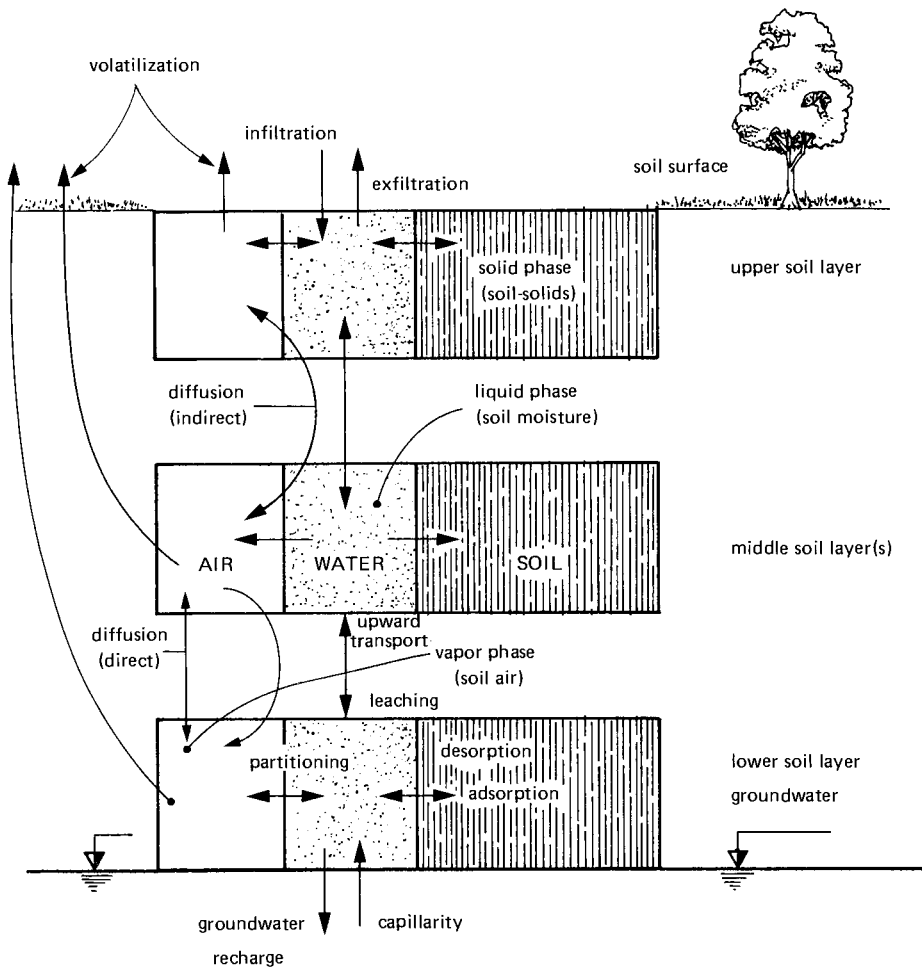 volatilization
infiltration
exfiltration
soil surface
solid phase
(soil-solids)
upper soil layer
diffusion
(indirect)
liquid phase
(soil moisture)
AIR
WATER
SOIL
middle soil layer(s)
upward
transport
diffusion
(direct)
vapor phase
(soil air)
leaching
partitioning
desorption
adsorption
lower soil layer
groundwater
groundwater
recharge
capillarity